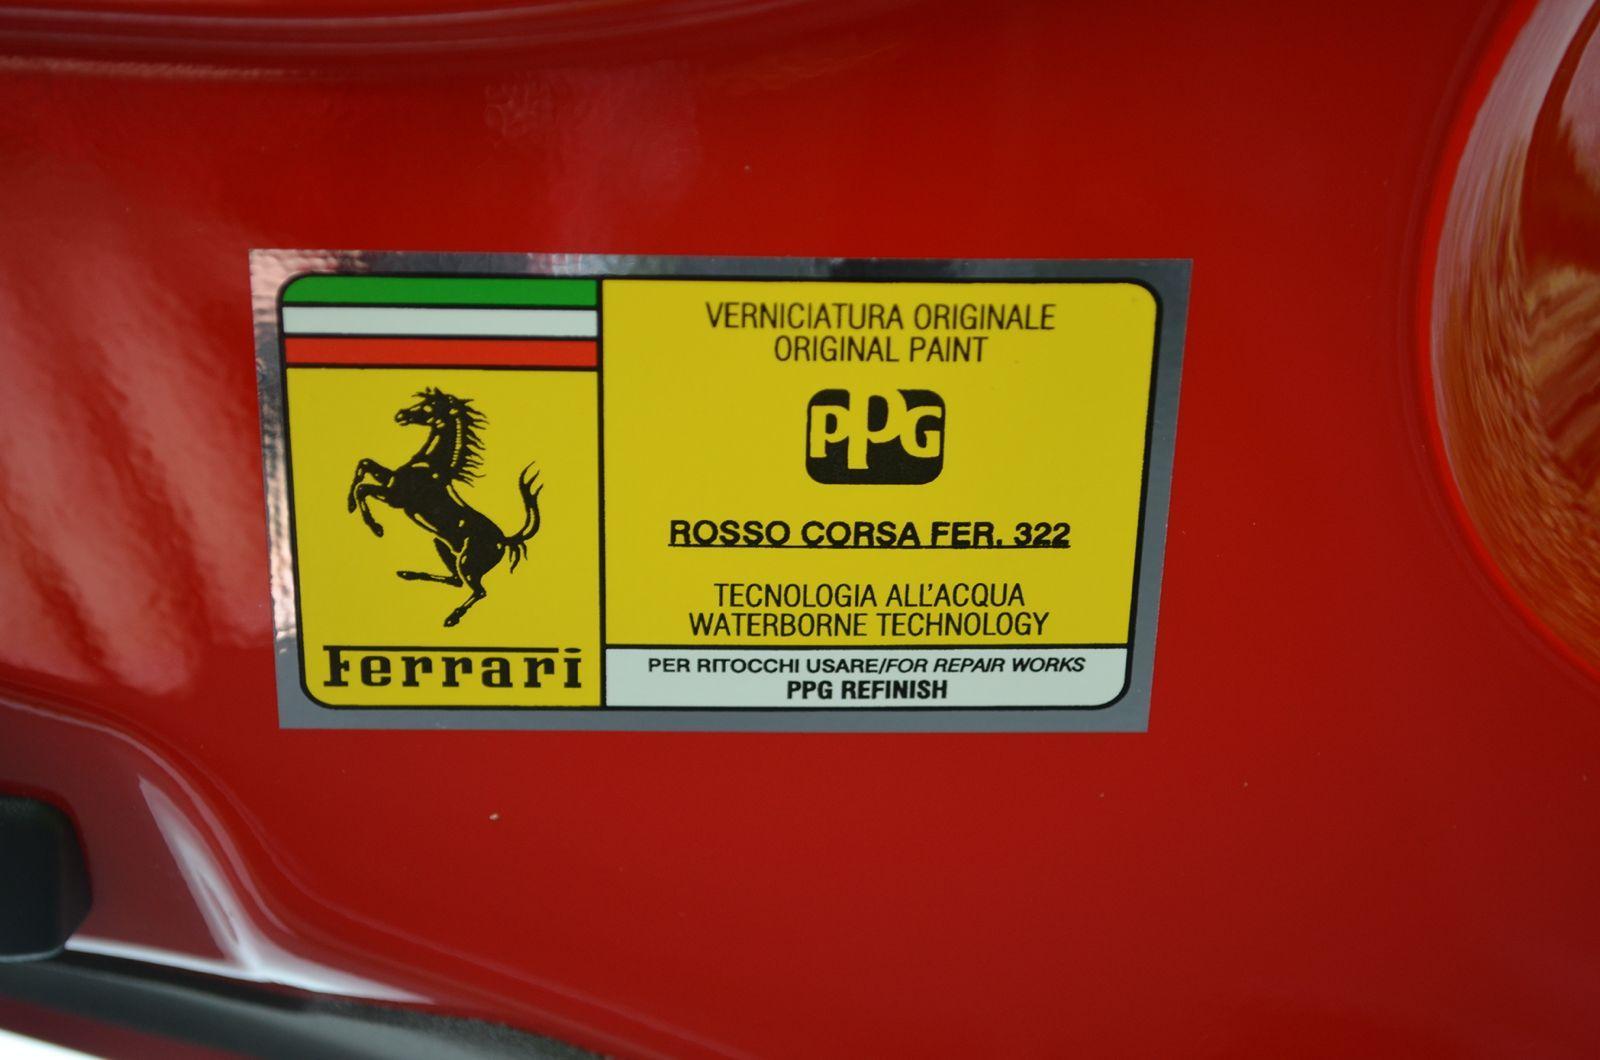 VERNICIATURA ORIGINALE
ORIGINAL PAINT
PPG
ROSSO CORSA FER. 322
TECNOLOGIA ALL'ACQUA
WATERBORNE TECHNOLOGY
Ferrari
PER RITOCCHI USARE/FOR REPAIR WORKS
PPG REFINISH